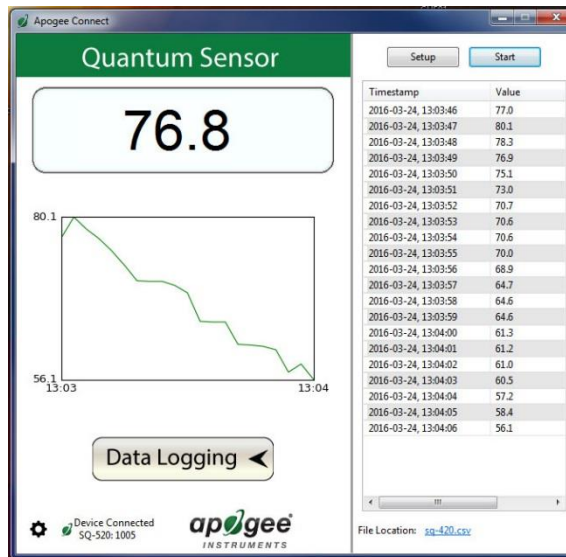 Apogee Connect
Quantum Sensor
76.8
80.1
56.1
13:03 13:04
Data Logging
Device Connected
SQ-520: 1005
apogee
INSTRUMENTS
Setup Start
Timestamp Value
2016-03-24, 13:03:46 77.0
2016-03-24, 13:03:47 80.1
2016-03-24, 13:03:48 78.3
2016-03-24, 13:03:49 76.9
2016-03-24, 13:03:50 75.1
2016-03-24, 13:03:51 73.0
2016-03-24, 13:03:52 70.7
2016-03-24, 13:03:53 70.6
2016-03-24, 13:03:54 70.6
2016-03-24, 13:03:55 70.0
2016-03-24, 13:03:56 68.9
2016-03-24, 13:03:57 64.7
2016-03-24, 13:03:58 64.6
2016-03-24, 13:03:59 64.6
2016-03-24, 13:04:00 61.3
2016-03-24, 13:04:01 61.2
2016-03-24, 13:04:02 61.0
2016-03-24, 13:04:03 60.5
2016-03-24, 13:04:04 57.2
2016-03-24, 13:04:05 58.4
2016-03-24, 13:04:06 56.1
File Location: sq-420.csv